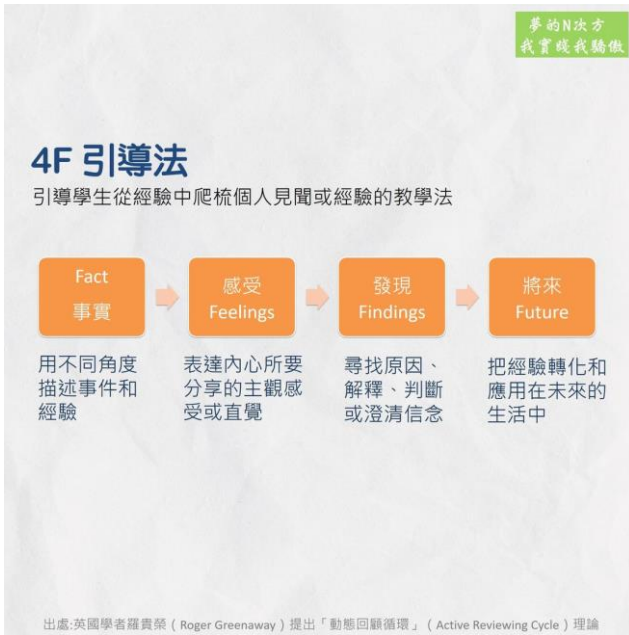 夢的N次方
我實踐我驕傲
4F 引導法
引導學生從經驗中爬梳個人見聞或經驗的教學法
Fact
事實
感受
Feelings
發現
Findings
將來
Future
用不同角度
描述事件和
經驗
表達內心所要
分享的主觀感
受或直覺
尋找原因、
解釋、判斷
或澄清信念
把經驗轉化和
應用在未來的
生活中
出處:英國學者羅貴榮（Roger Greenaway）提出「動態回顧循環」（Active Reviewing Cycle）理論